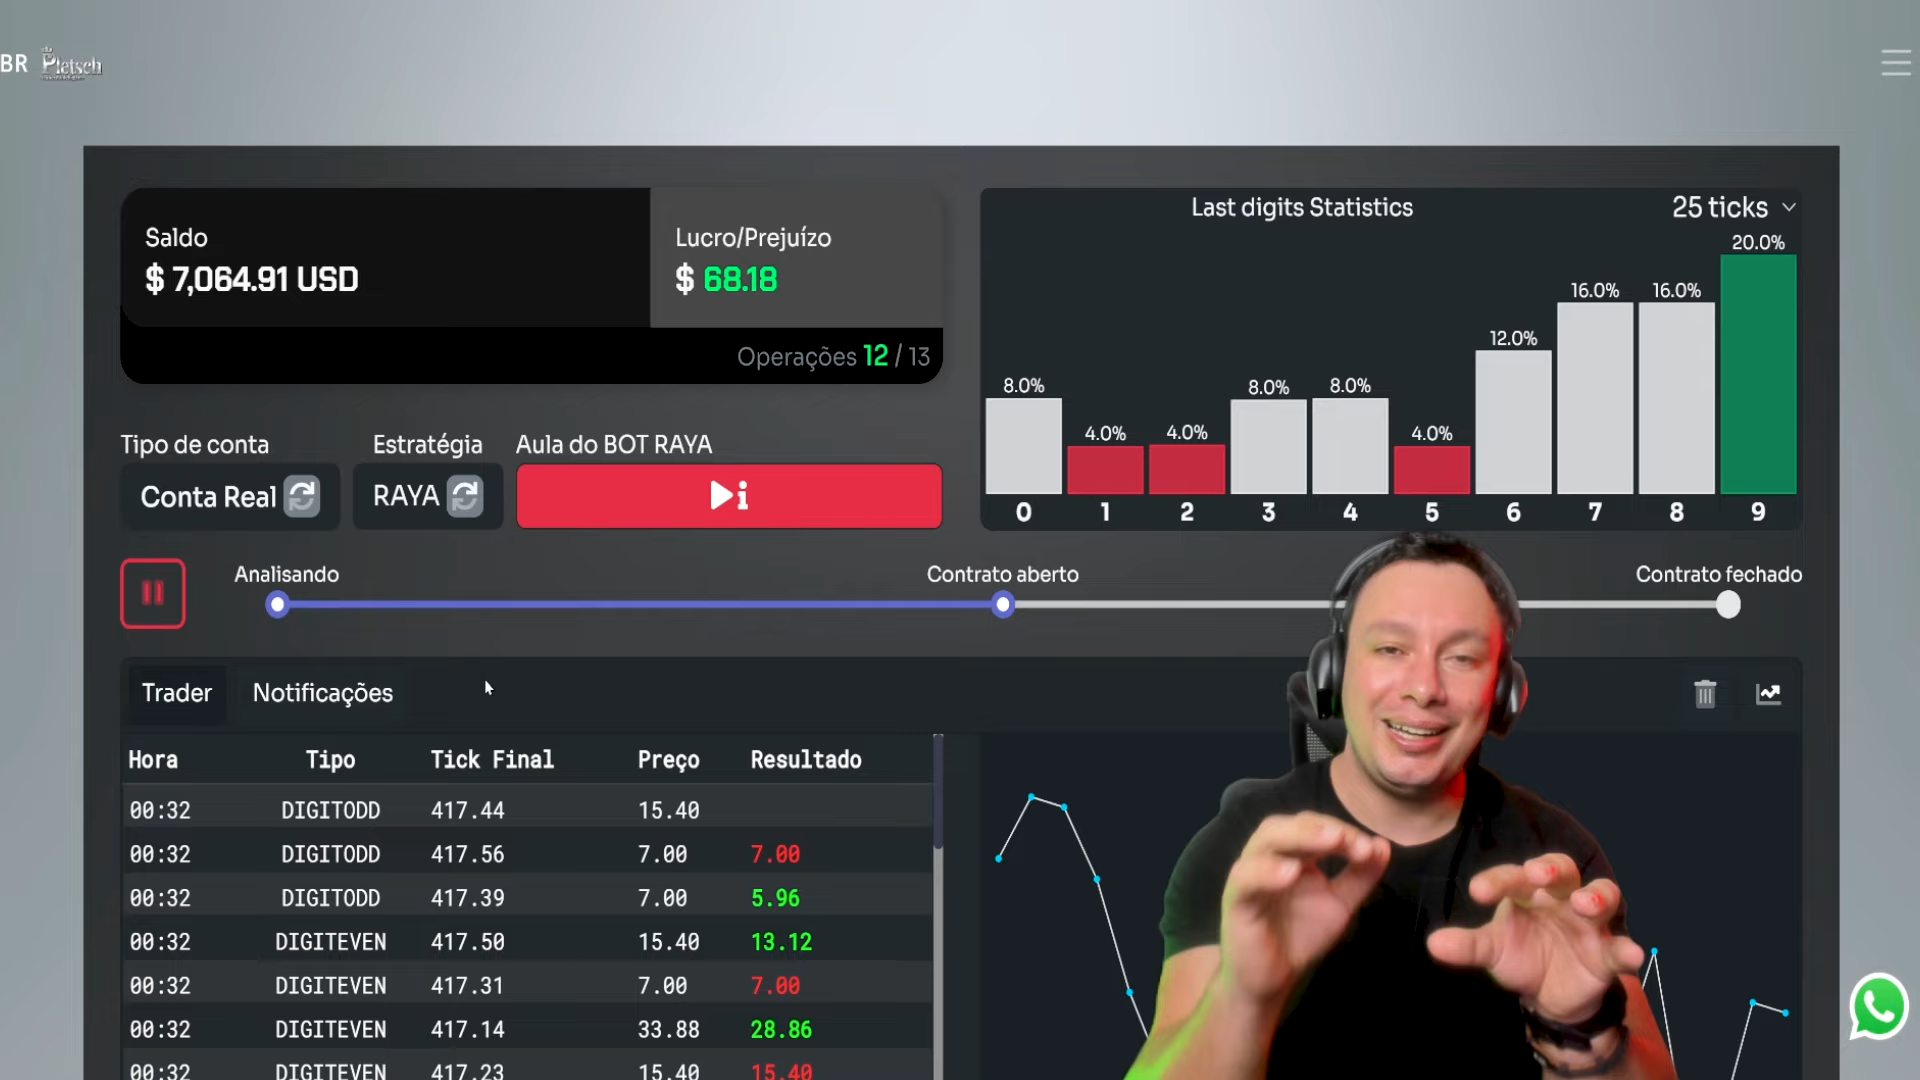 BR Pletsch
Saldo
$ 7,064.91 USD
Lucro/Prejuízo
$ 68.18
Operações 12 / 13
Last digits Statistics
25 ticks
8.0%
4.0%
4.0%
8.0%
8.0%
4.0%
12.0%
16.0%
16.0%
20.0%
0 1 2 3 4 5 6 7 8 9
Tipo de conta
Conta Real
Estratégia
RAYA
Aula do BOT RAYA
Analisando
Contrato aberto
Contrato fechado
Trader Notificações
Hora Tipo Tick Final Preço Resultado
00:32 DIGITODD 417.44 15.40
00:32 DIGITODD 417.56 7.00 7.00
00:32 DIGITODD 417.39 7.00 5.96
00:32 DIGITEVEN 417.50 15.40 13.12
00:32 DIGITEVEN 417.31 7.00 7.00
00:32 DIGITEVEN 417.14 33.88 28.86
00:32 DIGITEVEN 417.23 15.40 15.40